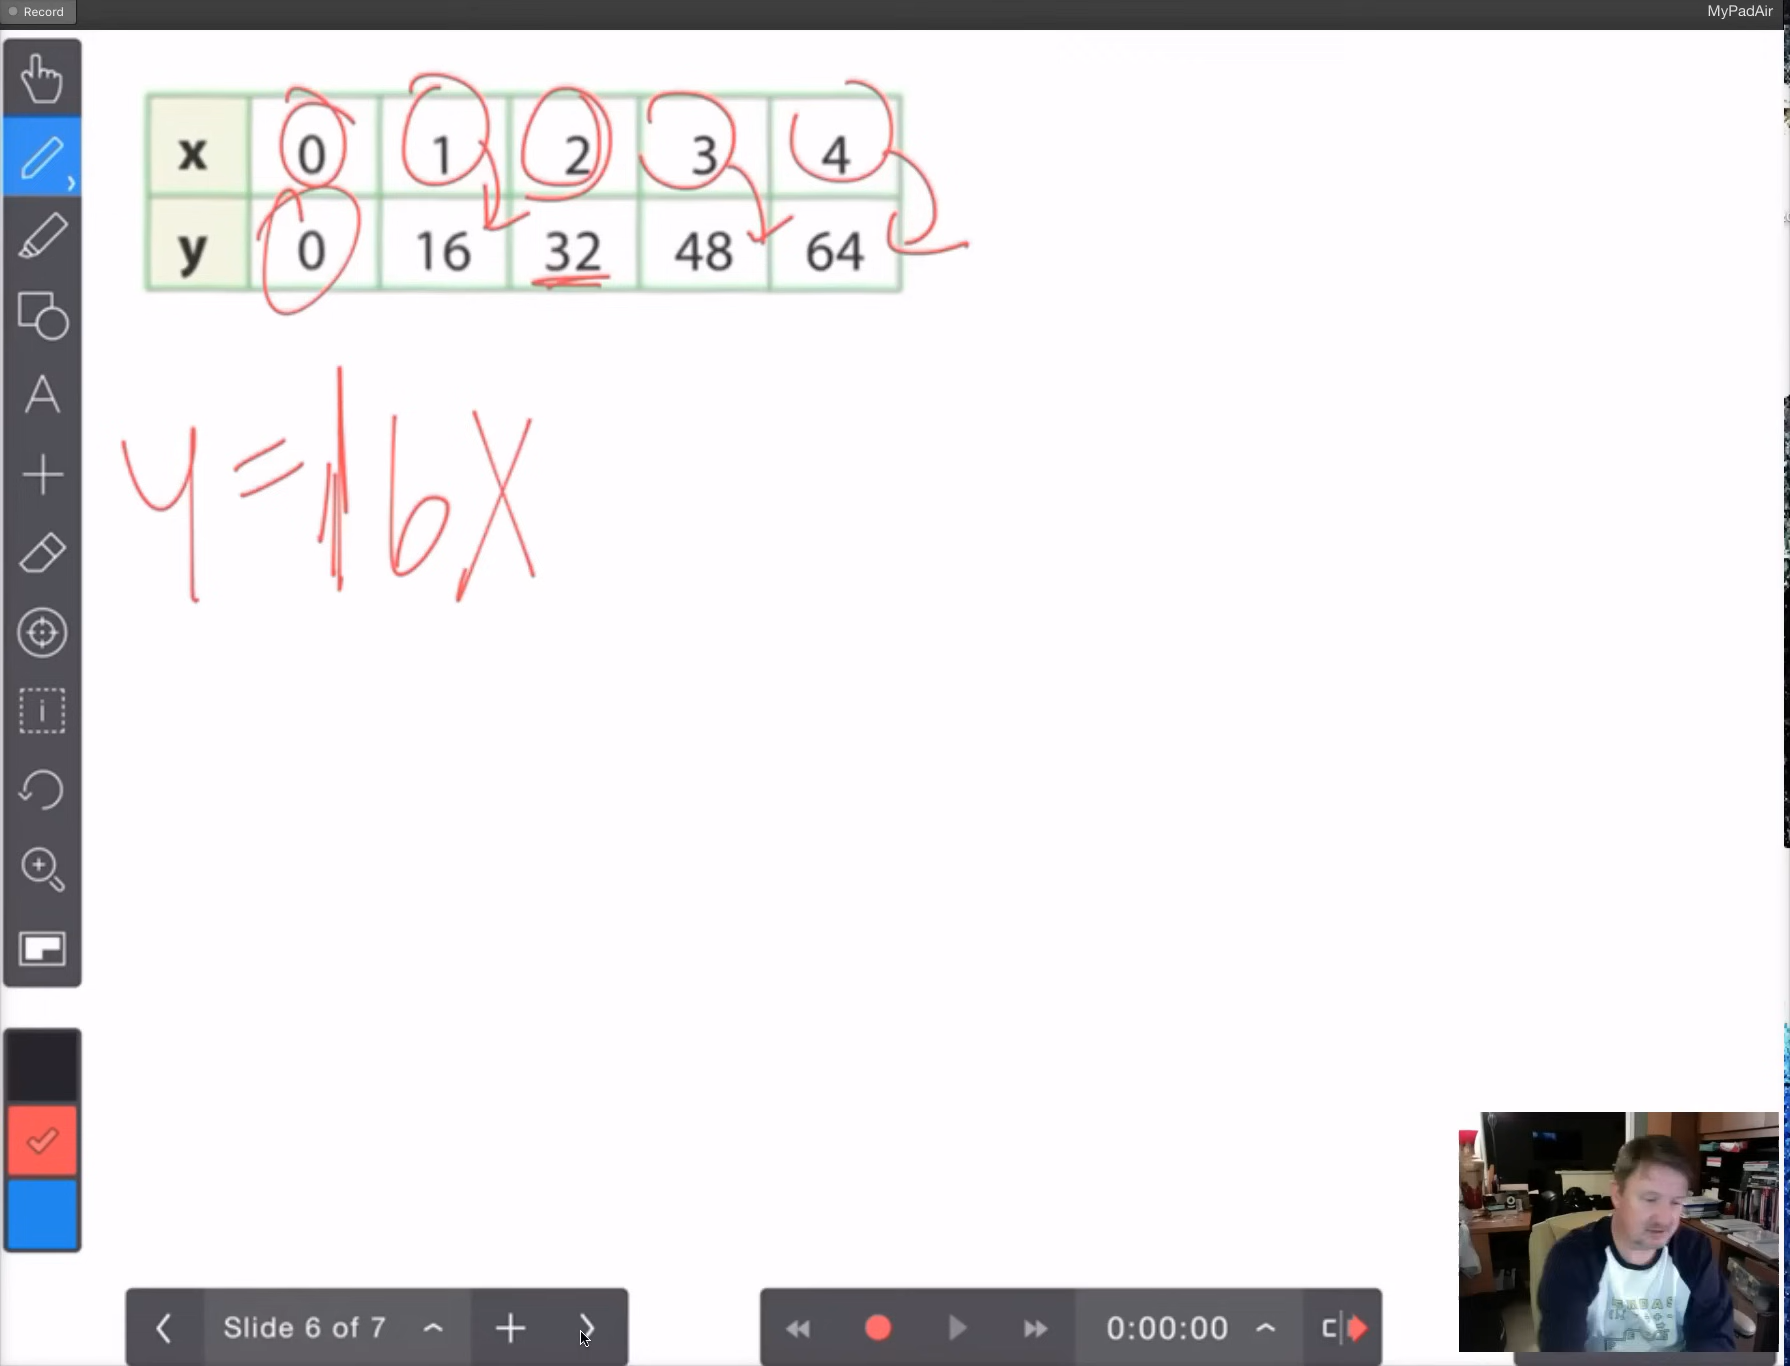 Record
MyPadAir
x 0 1 2 3 4
y 0 16 32 48 64
y=16x
A
i
Slide 6 of 7
0:00:00